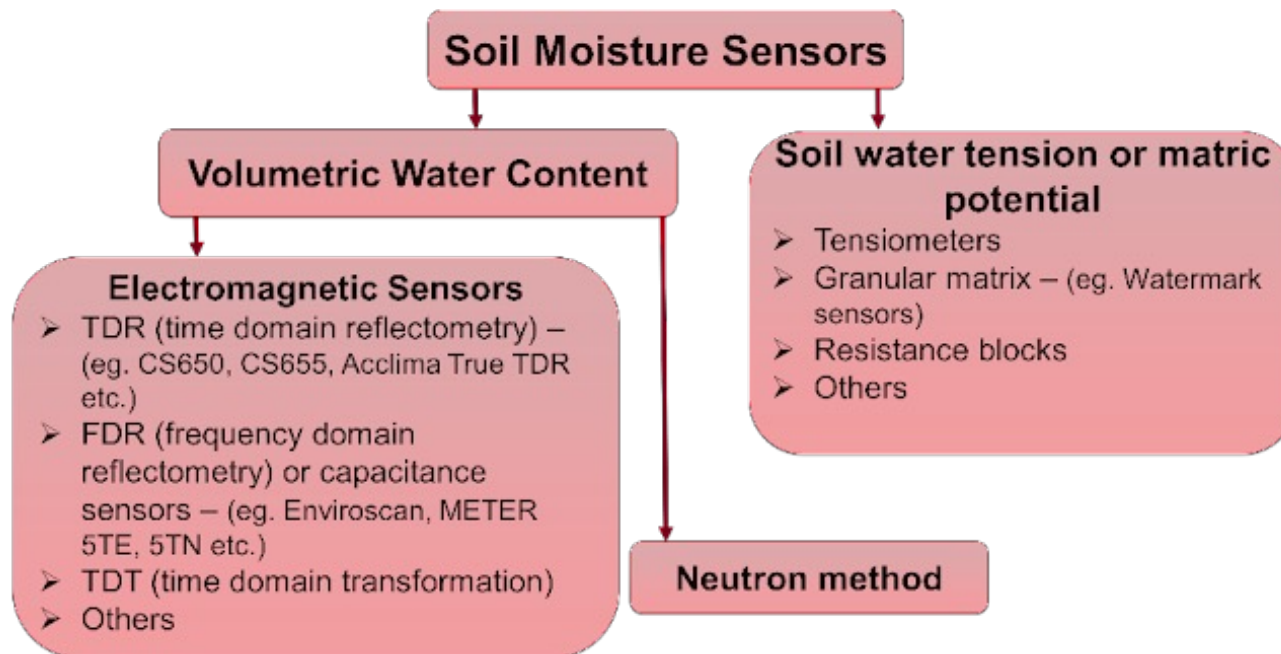 Soil Moisture Sensors
Volumetric Water Content
Soil water tension or matric
potential
➢ Tensiometers
➢ Granular matrix – (eg. Watermark
sensors)
➢ Resistance blocks
➢ Others
Electromagnetic Sensors
➢ TDR (time domain reflectometry) –
(eg. CS650, CS655, Acclima True TDR
etc.)
➢ FDR (frequency domain
reflectometry) or capacitance
sensors – (eg. Enviroscan, METER
5TE, 5TN etc.)
➢ TDT (time domain transformation)
➢ Others
Neutron method